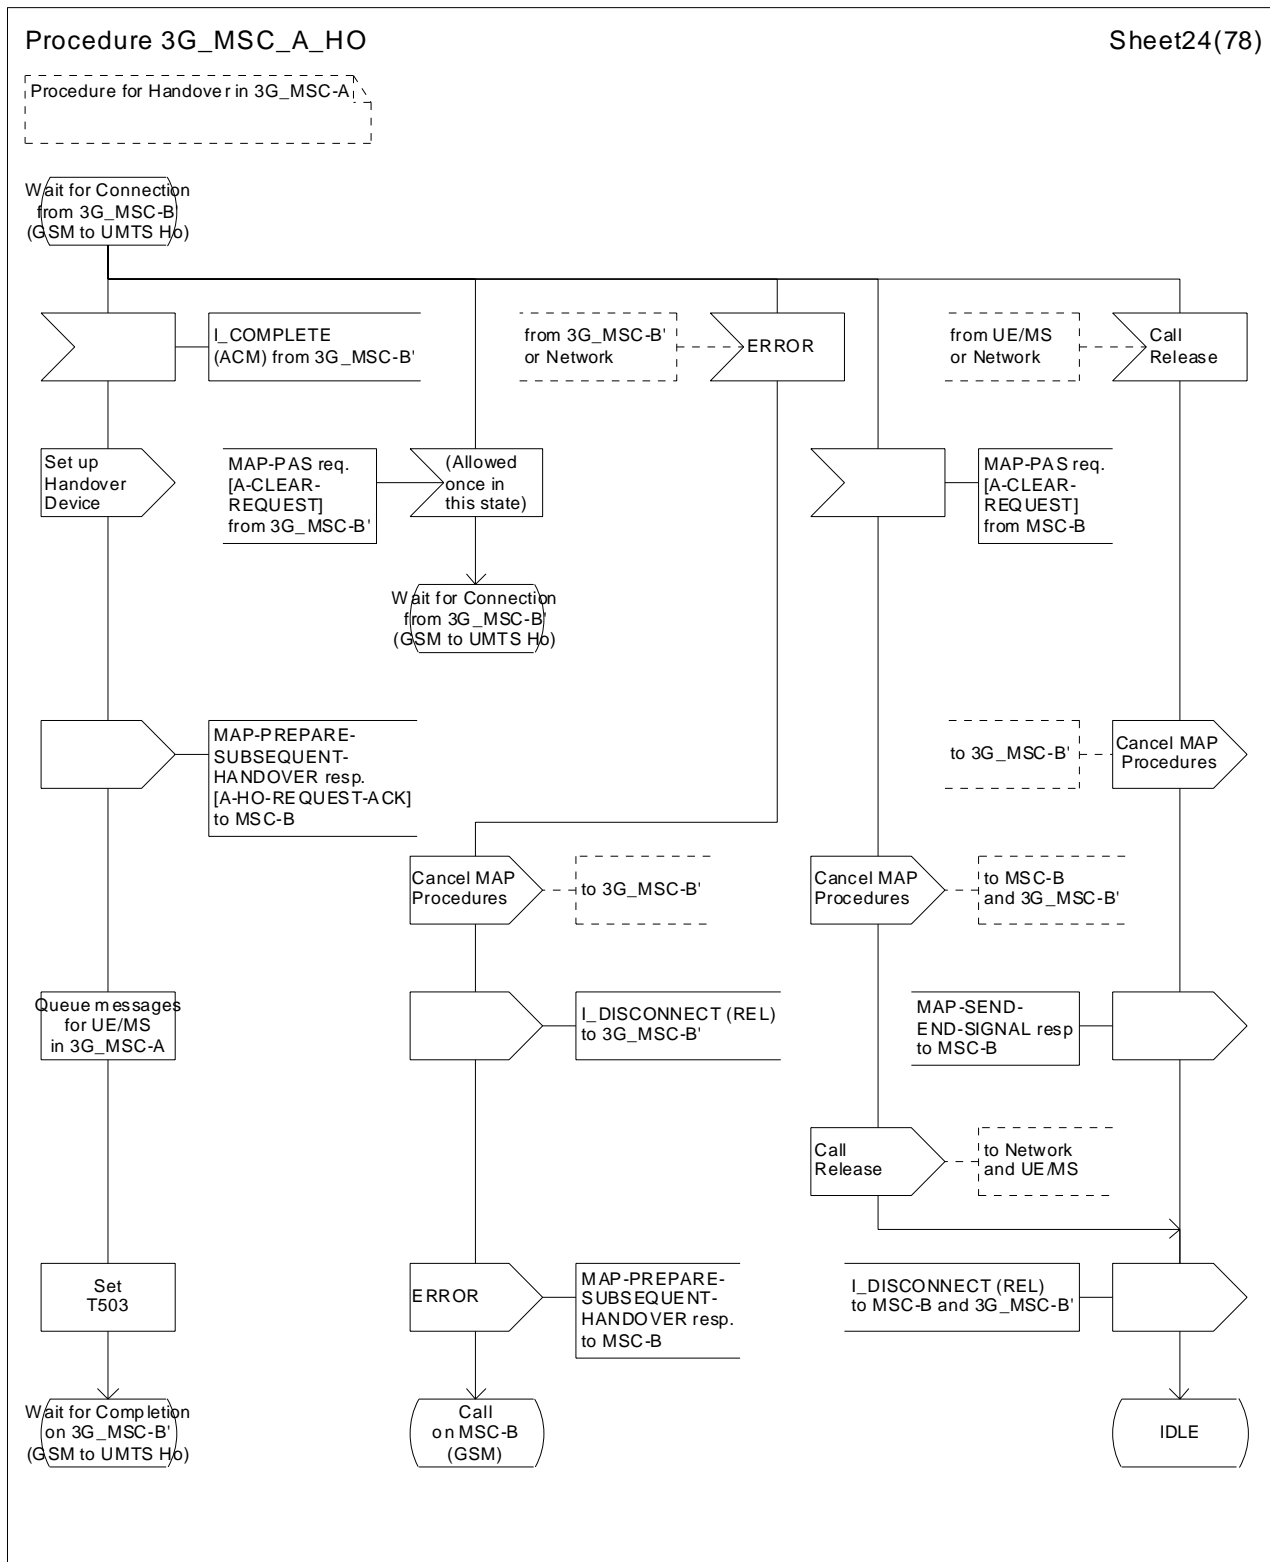 Procedure 3G_MSC_A_HO
Sheet24(78)
Procedure for Handover in 3G_MSC-A
Wait for Connection
from 3G_MSC-B'
(GSM to UMTS Ho)
I_COMPLETE
(ACM) from 3G_MSC-B'
from 3G_MSC-B'
or Network
ERROR
from UE/MS
or Network
Call
Release
Set up
Handover
Device
MAP-PAS req.
[A-CLEAR-
REQUEST]
from 3G_MSC-B'
(Allowed
once in
this state)
MAP-PAS req.
[A-CLEAR-
REQUEST]
from MSC-B
Wait for Connection
from 3G_MSC-B'
(GSM to UMTS Ho)
MAP-PREPARE-
SUBSEQUENT-
HANDOVER resp.
[A-HO-REQUEST-ACK]
to MSC-B
to 3G_MSC-B'
Cancel MAP
Procedures
Cancel MAP
Procedures
to 3G_MSC-B'
Cancel MAP
Procedures
to MSC-B
and 3G_MSC-B'
Queue messages
for UE/MS
in 3G_MSC-A
I_DISCONNECT (REL)
to 3G_MSC-B'
MAP-SEND-
END-SIGNAL resp
to MSC-B
Call
Release
to Network
and UE/MS
Set
T503
ERROR
MAP-PREPARE-
SUBSEQUENT-
HANDOVER resp.
to MSC-B
I_DISCONNECT (REL)
to MSC-B and 3G_MSC-B'
Wait for Completion
on 3G_MSC-B'
(GSM to UMTS Ho)
Call
on MSC-B
(GSM)
IDLE